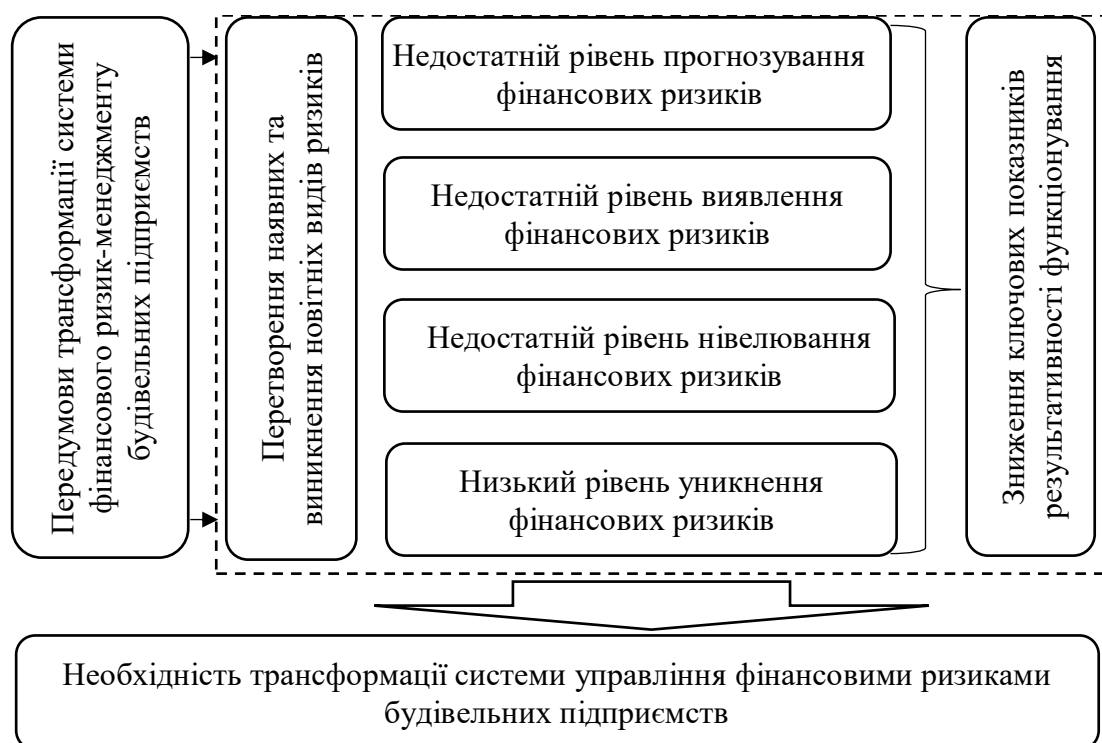 Передумови трансформації системи
фінансового ризик-менеджменту
будівельних підприємств
Перетворення наявних та
виникнення новітніх видів ризиків
Недостатній рівень прогнозування
фінансових ризиків
Недостатній рівень виявлення
фінансових ризиків
Недостатній рівень нівелювання
фінансових ризиків
Низький рівень уникнення
фінансових ризиків
Зниження ключових показників
результативності функціонування
Необхідність трансформації системи управління фінансовими ризиками
будівельних підприємств